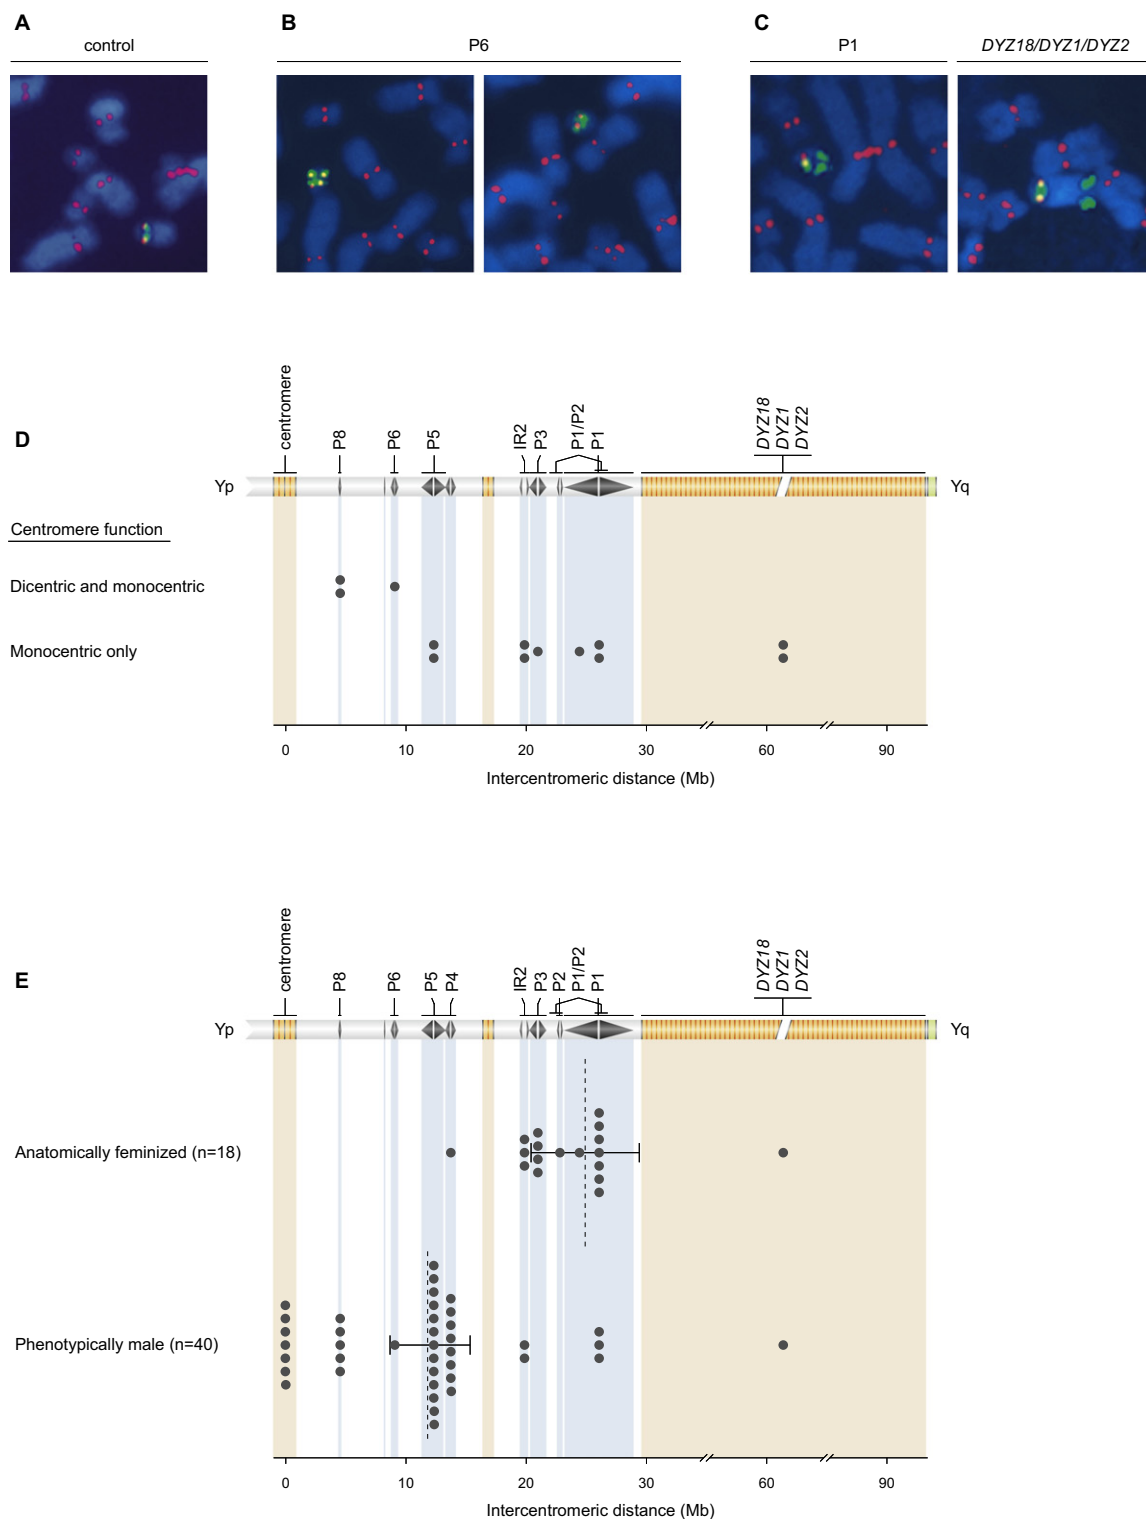 A
control
B
P6
C
P1
DYZ18/DYZ1/DYZ2
D
centromere
P8
P6
P5
IR2
P3
P1/P2
P1
DYZ18
DYZ1
DYZ2
Yp
Yq
Centromere function
Dicentric and monocentric
Monocentric only
0 10 20 30 60 90
Intercentromeric distance (Mb)
E
centromere
P8
P6
P5
P4
IR2
P3
P2
P1/P2
P1
DYZ18
DYZ1
DYZ2
Yp
Yq
Anatomically feminized (n=18)
Phenotypically male (n=40)
0 10 20 30 60 90
Intercentromeric distance (Mb)